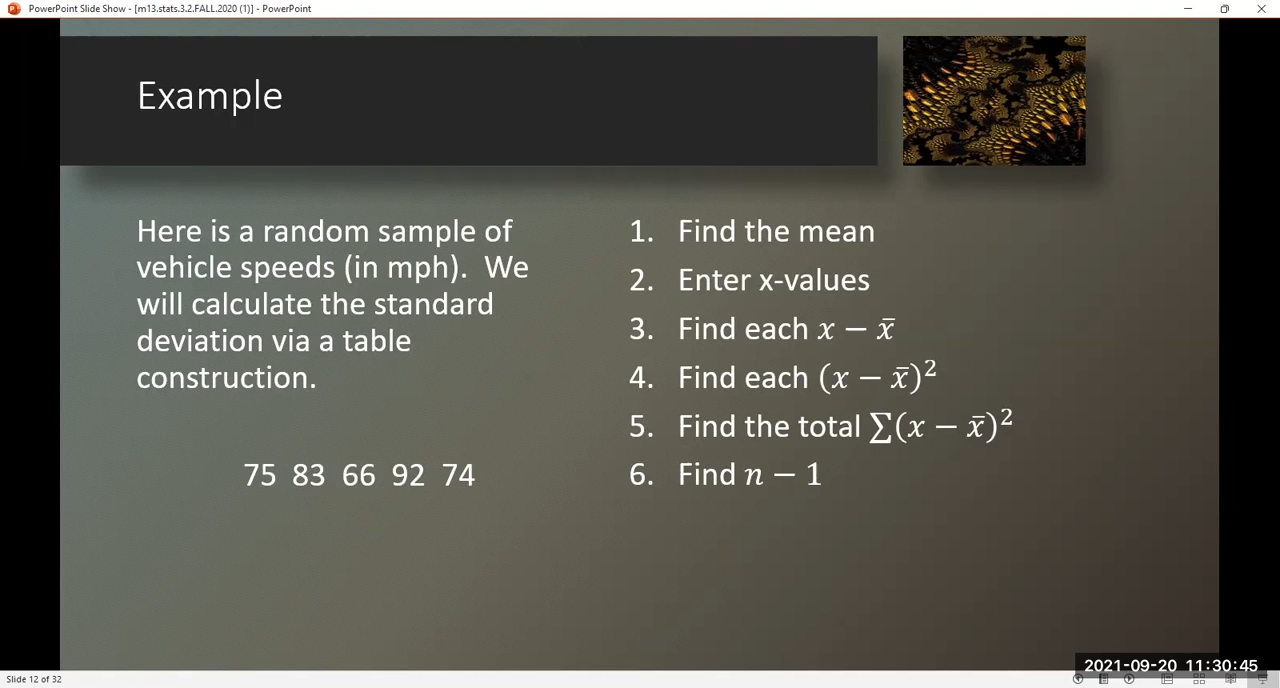 PowerPoint Slide Show - [m13.stats.3.2.FALL.2020 (1)] - PowerPoint
Example
Here is a random sample of
vehicle speeds (in mph). We
will calculate the standard
deviation via a table
construction.
75 83 66 92 74
1. Find the mean
2. Enter x-values
3. Find each x − x̄
4. Find each (x − x̄)²
5. Find the total ∑(x − x̄)²
6. Find n − 1
2021-09-20 11:30:45
Slide 12 of 32